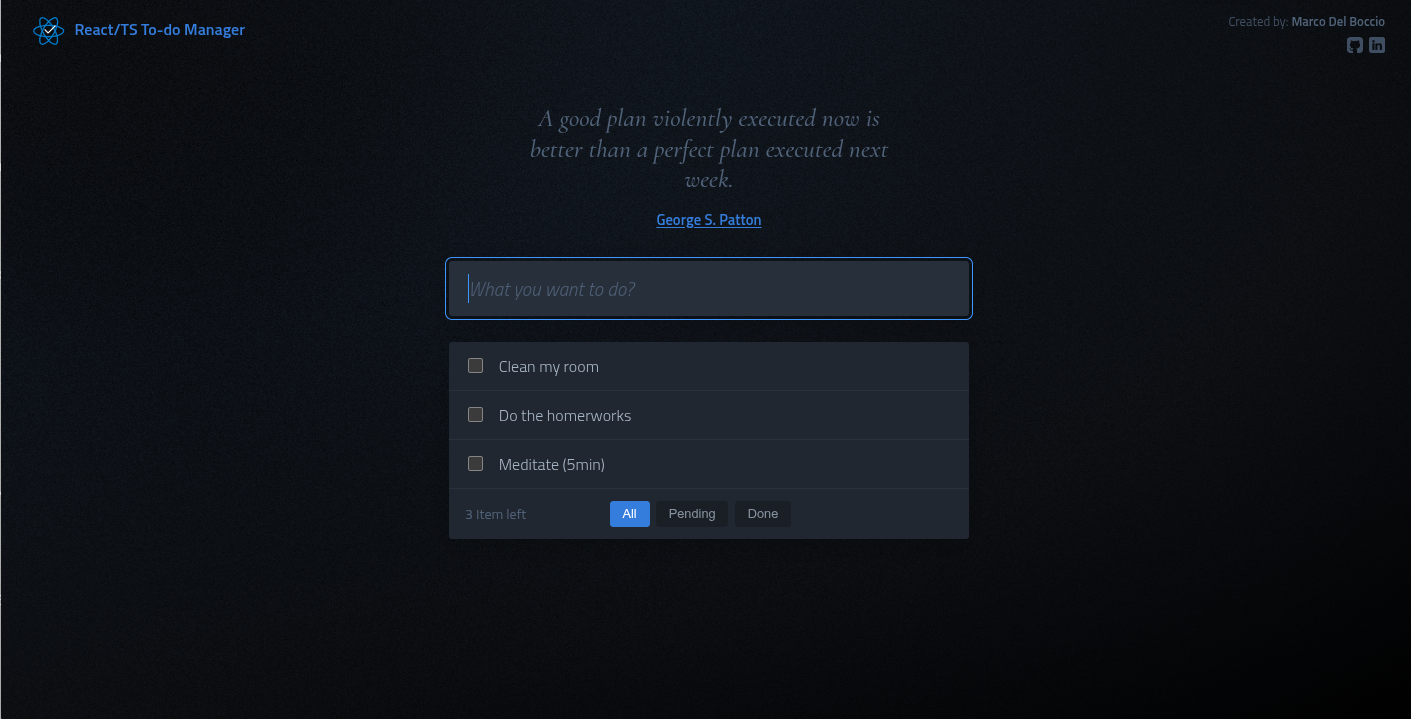 React/TS To-do Manager
Created by: Marco Del Boccio
A good plan violently executed now is
better than a perfect plan executed next
week.
George S. Patton
What you want to do?
Clean my room
Do the homerworks
Meditate (5min)
3 Item left
All
Pending
Done